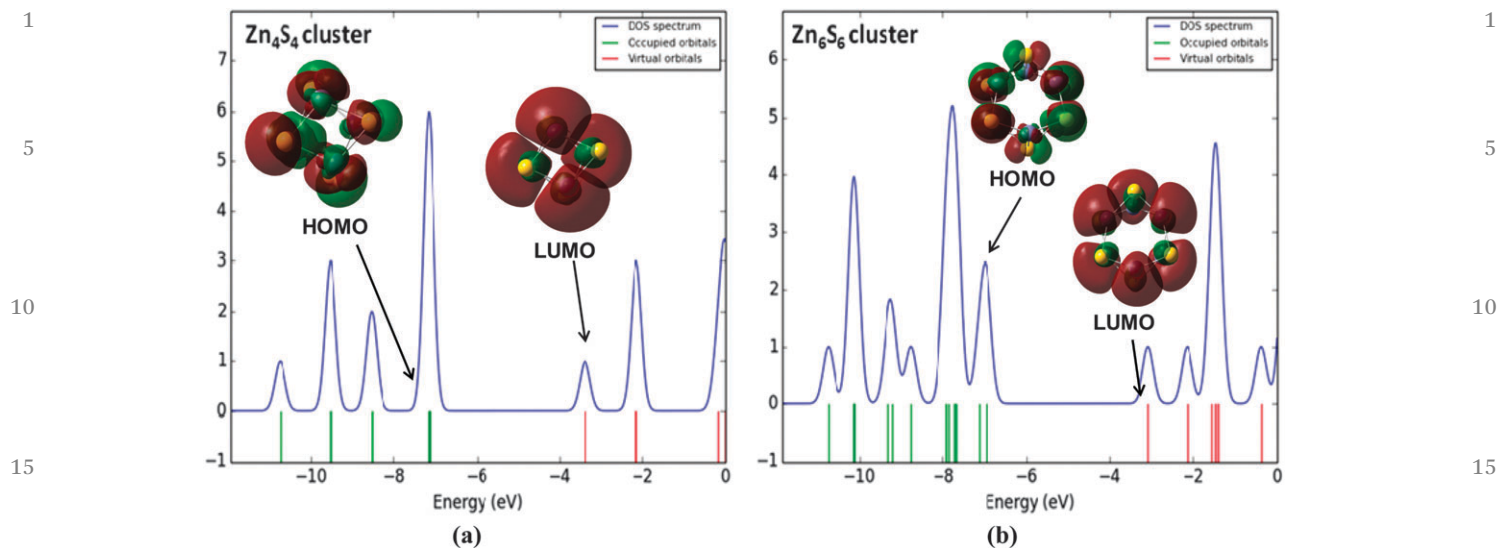 1
5
10
15
Zn₄S₄ cluster
DOS spectrum
Occupied orbitals
Virtual orbitals
7
6
5
4
3
2
1
0
−1
HOMO
LUMO
−10
−8
−6
−4
−2
0
Energy (eV)
(a)
Zn₆S₆ cluster
DOS spectrum
Occupied orbitals
Virtual orbitals
6
5
4
3
2
1
0
−1
HOMO
LUMO
−10
−8
−6
−4
−2
0
Energy (eV)
(b)
1
5
10
15